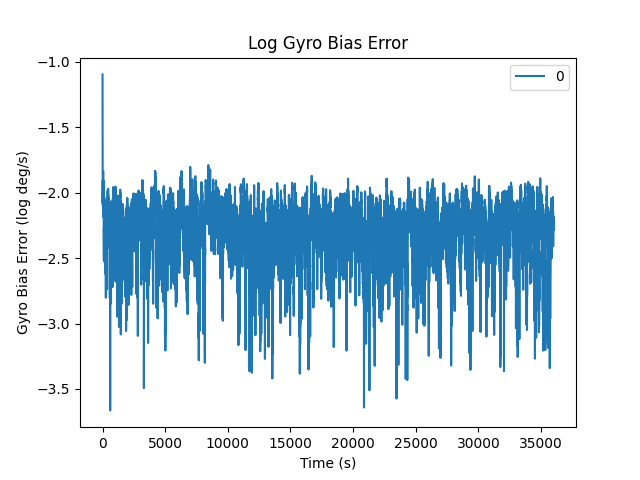 Log Gyro Bias Error
0
Gyro Bias Error (log deg/s)
−1.0
−1.5
−2.0
−2.5
−3.0
−3.5
0 5000 10000 15000 20000 25000 30000 35000
Time (s)